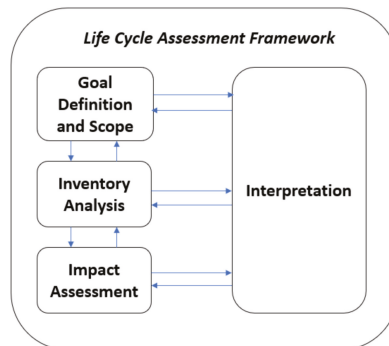 Life Cycle Assessment Framework
Goal
Definition
and Scope
Inventory
Analysis
Impact
Assessment
Interpretation